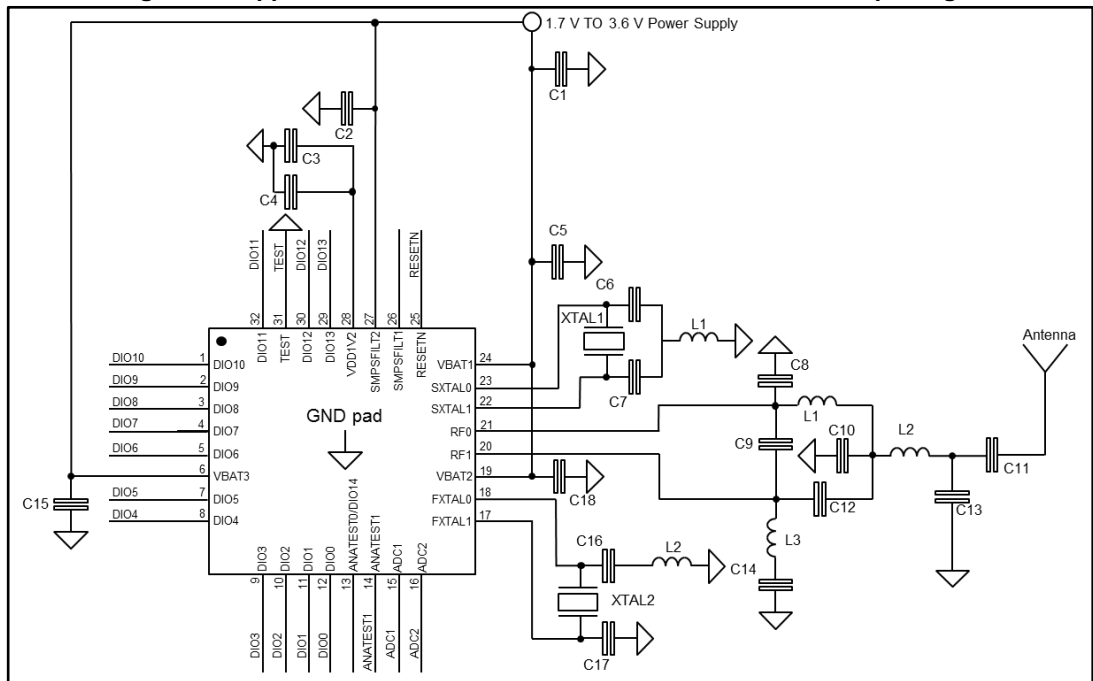 1.7 V TO 3.6 V Power Supply
C1
C2
C3
C4
C5
C6
XTAL1
L1
C7
DIO11
TEST
DIO12
DIO13
RESETN
32
31
30
29
28
27
26
25
DIO11
TEST
DIO12
DIO13
VDD1V2
SMPSFILT2
SMPSFILT1
RESETN
DIO10
1
DIO10
DIO9
2
DIO9
DIO8
3
DIO8
DIO7
4
DIO7
DIO6
5
DIO6
6
VBAT3
DIO5
7
DIO5
DIO4
8
DIO4
C15
GND pad
VBAT1
24
SXTAL0
23
SXTAL1
22
RF0
21
RF1
20
VBAT2
19
FXTAL0
18
FXTAL1
17
DIO3
DIO2
DIO1
DIO0
ANATEST0/DIO14
ANATEST1
ADC1
ADC2
9
10
11
12
13
14
15
16
DIO3
DIO2
DIO1
DIO0
ANATEST1
ADC1
ADC2
C8
L1
C9
C10
L2
C11
Antenna
C12
C13
L3
C14
C18
C16
L2
XTAL2
C17